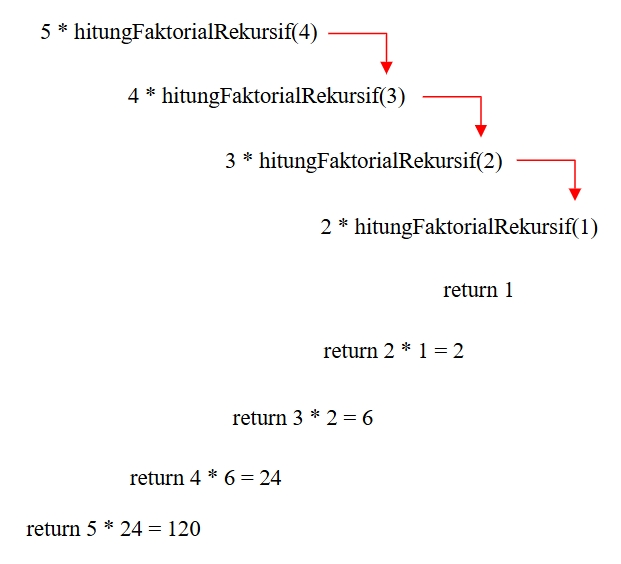 5 * hitungFaktorialRekursif(4)
4 * hitungFaktorialRekursif(3)
3 * hitungFaktorialRekursif(2)
2 * hitungFaktorialRekursif(1)
return 1
return 2 * 1 = 2
return 3 * 2 = 6
return 4 * 6 = 24
return 5 * 24 = 120